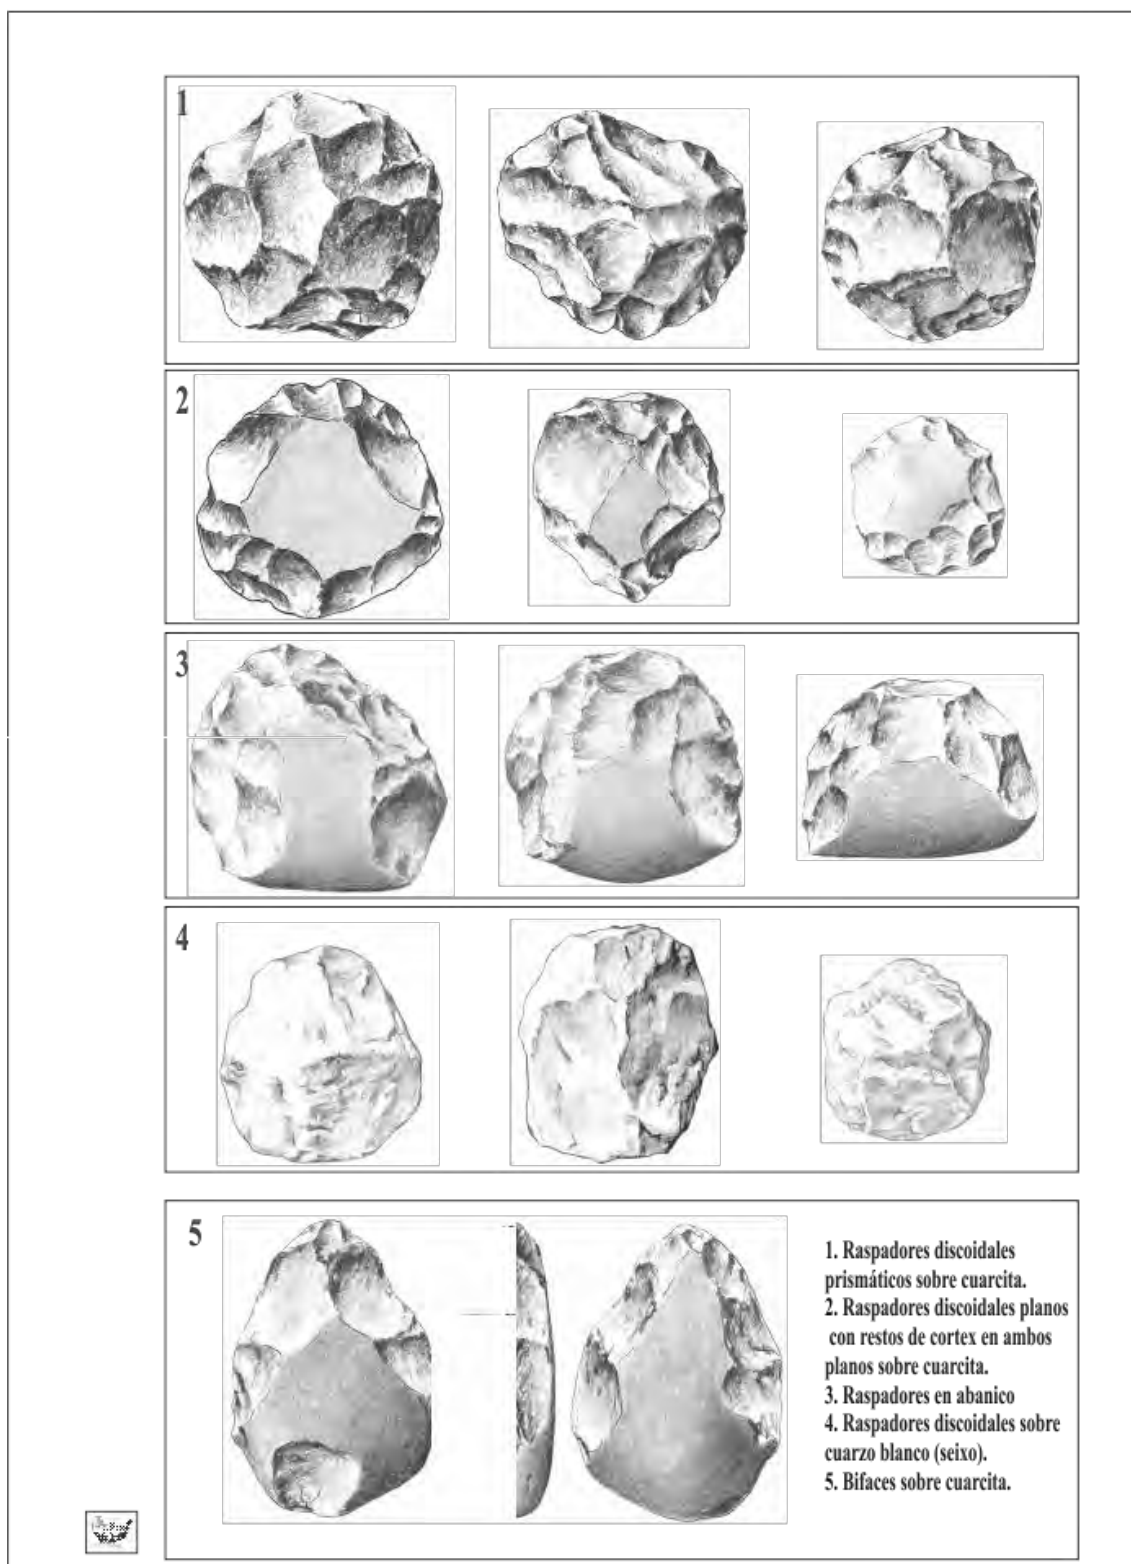 1
2
3
4
5
1. Raspadores discoidales
prismáticos sobre cuarcita.
2. Raspadores discoidales planos
con restos de cortex en ambos
planos sobre cuarcita.
3. Raspadores en abanico
4. Raspadores discoidales sobre
cuarzo blanco (seixo).
5. Bifaces sobre cuarcita.